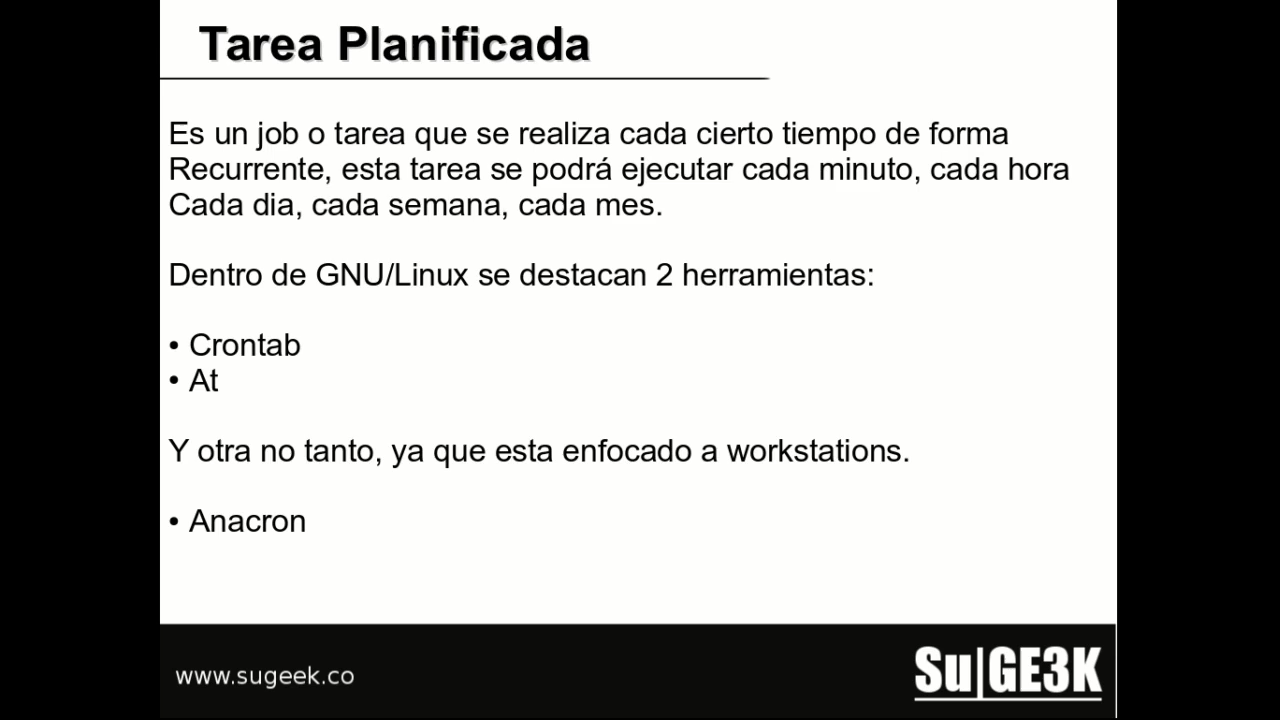 Tarea Planificada
Es un job o tarea que se realiza cada cierto tiempo de forma
Recurrente, esta tarea se podrá ejecutar cada minuto, cada hora
Cada dia, cada semana, cada mes.
Dentro de GNU/Linux se destacan 2 herramientas:
• Crontab
• At
Y otra no tanto, ya que esta enfocado a workstations.
• Anacron
www.sugeek.co
Su|GE3K